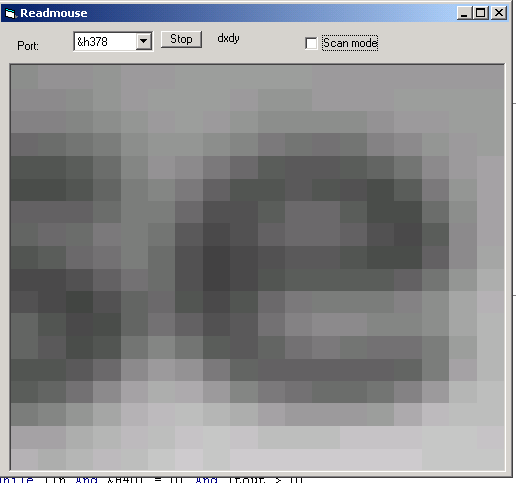 Readmouse
Port:
&h378
Stop
dxdy
Scan mode
e